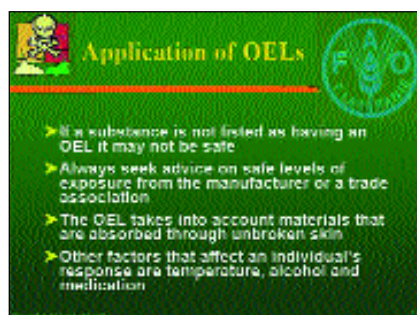 Application of OELs
F A O
If a substance is not listed as having an
OEL it may not be safe
Always seek advice on safe levels of
exposure from the manufacturer or a trade
association
The OEL takes into account materials that
are absorbed through unbroken skin
Other factors that affect an individual's
response are temperature, alcohol and
medication